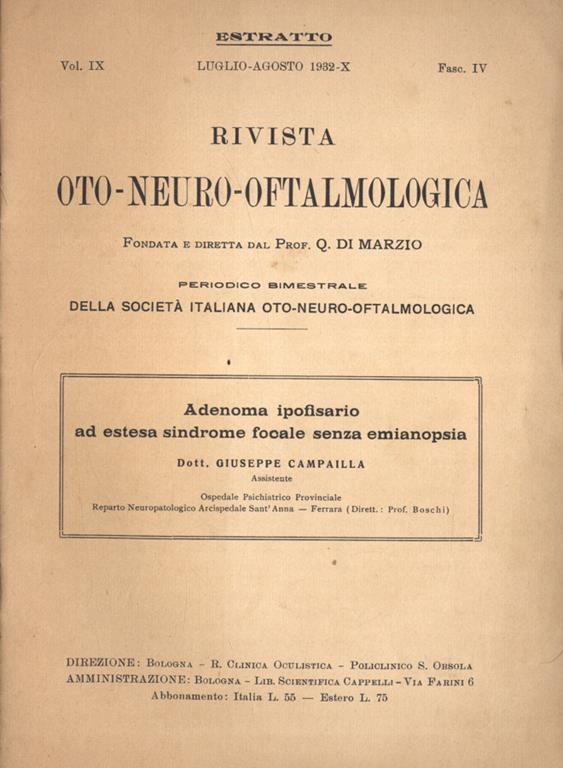 ESTRATTO
Vol. IX LUGLIO-AGOSTO 1932-X Fasc. IV
RIVISTA
OTO-NEURO-OFTALMOLOGICA
FONDATA E DIRETTA DAL PROF. Q. DI MARZIO
PERIODICO BIMESTRALE
DELLA SOCIETÀ ITALIANA OTO-NEURO-OFTALMOLOGICA
Adenoma ipofisario
ad estesa sindrome focale senza emianopsia
Dott. GIUSEPPE CAMPAILLA
Assistente
Ospedale Psichiatrico Provinciale
Reparto Neuropatologico Arcispedale Sant'Anna — Ferrara (Dirett.: Prof. Boschi)
DIREZIONE: BOLOGNA - R. CLINICA OCULISTICA - POLICLINICO S. ORSOLA
AMMINISTRAZIONE: BOLOGNA - LIB. SCIENTIFICA CAPPELLI - VIA FARINI 6
Abbonamento: Italia L. 55 — Estero L. 75